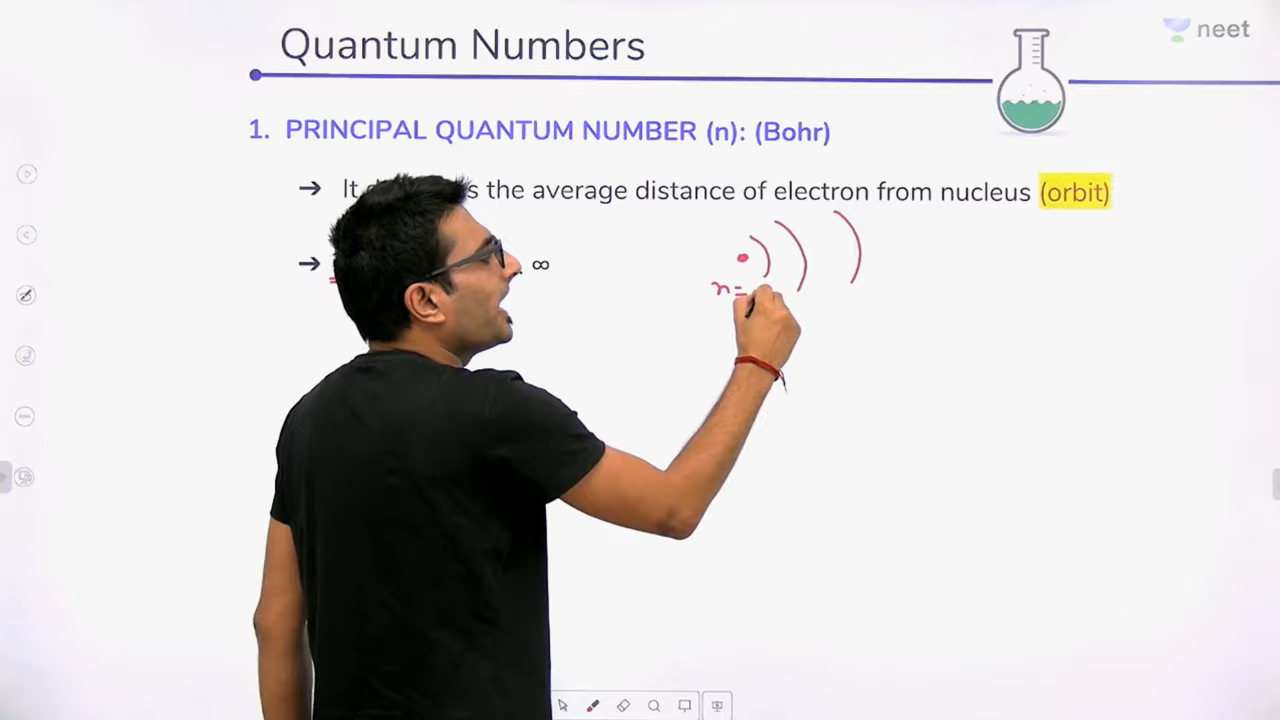 Quantum Numbers
neet
1. PRINCIPAL QUANTUM NUMBER (n): (Bohr)
➔ It the average distance of electron from nucleus (orbit)
➔ ∞
n=